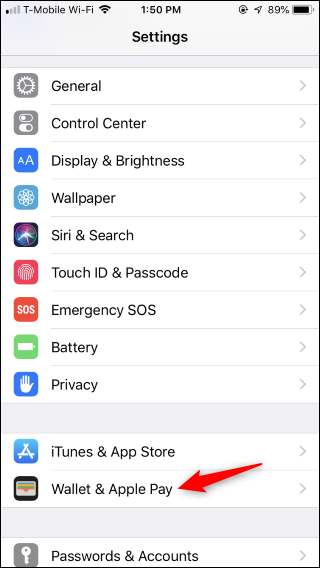 T-Mobile Wi-Fi 1:50 PM 89%
Settings
General
Control Center
AA Display & Brightness
Wallpaper
Siri & Search
Touch ID & Passcode
SOS Emergency SOS
Battery
Privacy
iTunes & App Store
Wallet & Apple Pay
Passwords & Accounts